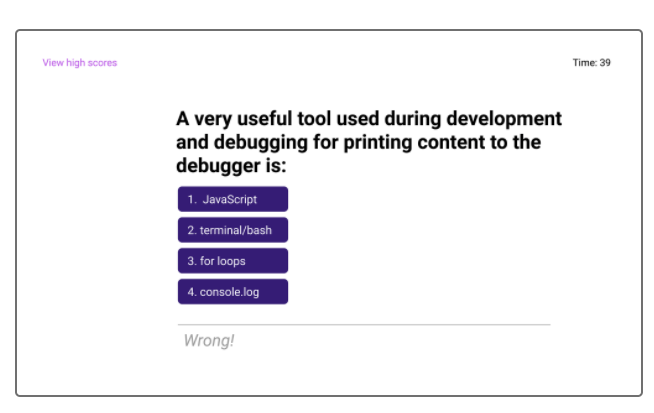 View high scores
Time: 39
A very useful tool used during development
and debugging for printing content to the
debugger is:
1. JavaScript
2. terminal/bash
3. for loops
4. console.log
Wrong!